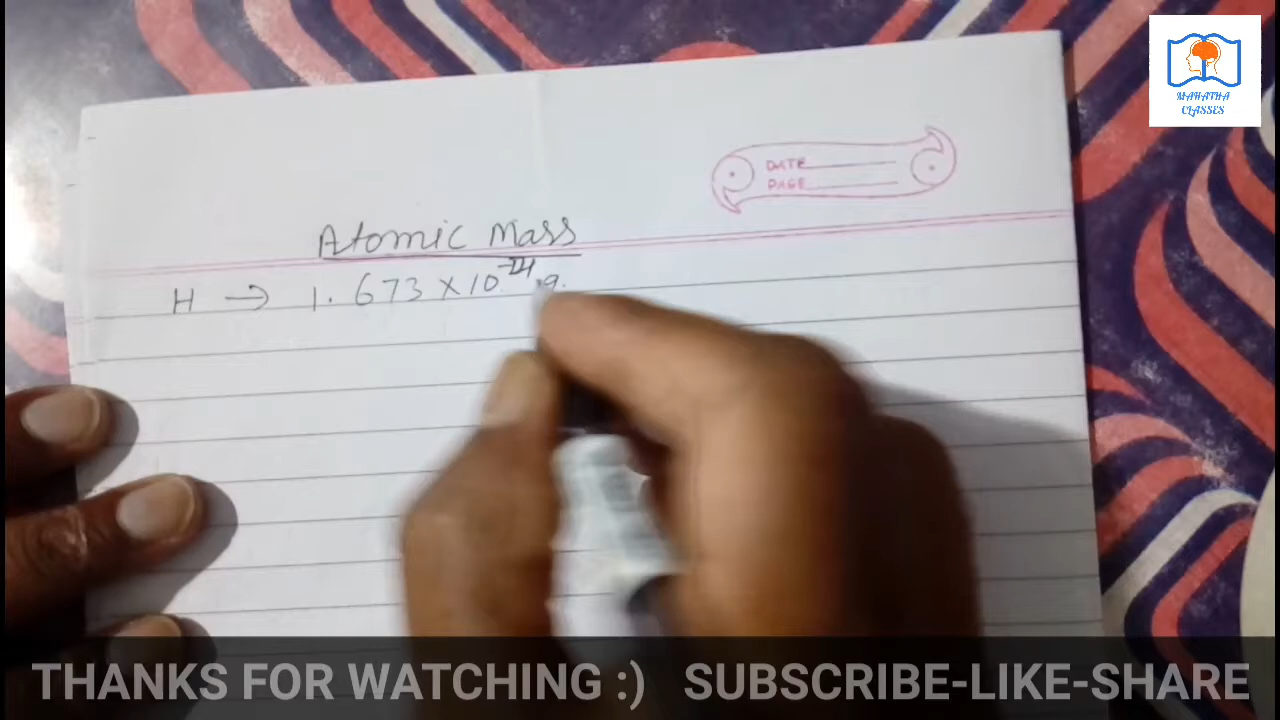 MAHATHA
CLASSES
DATE
PAGE
Atomic Mass
H → 1.673 × 10⁻²⁴ g.
THANKS FOR WATCHING :) SUBSCRIBE-LIKE-SHARE